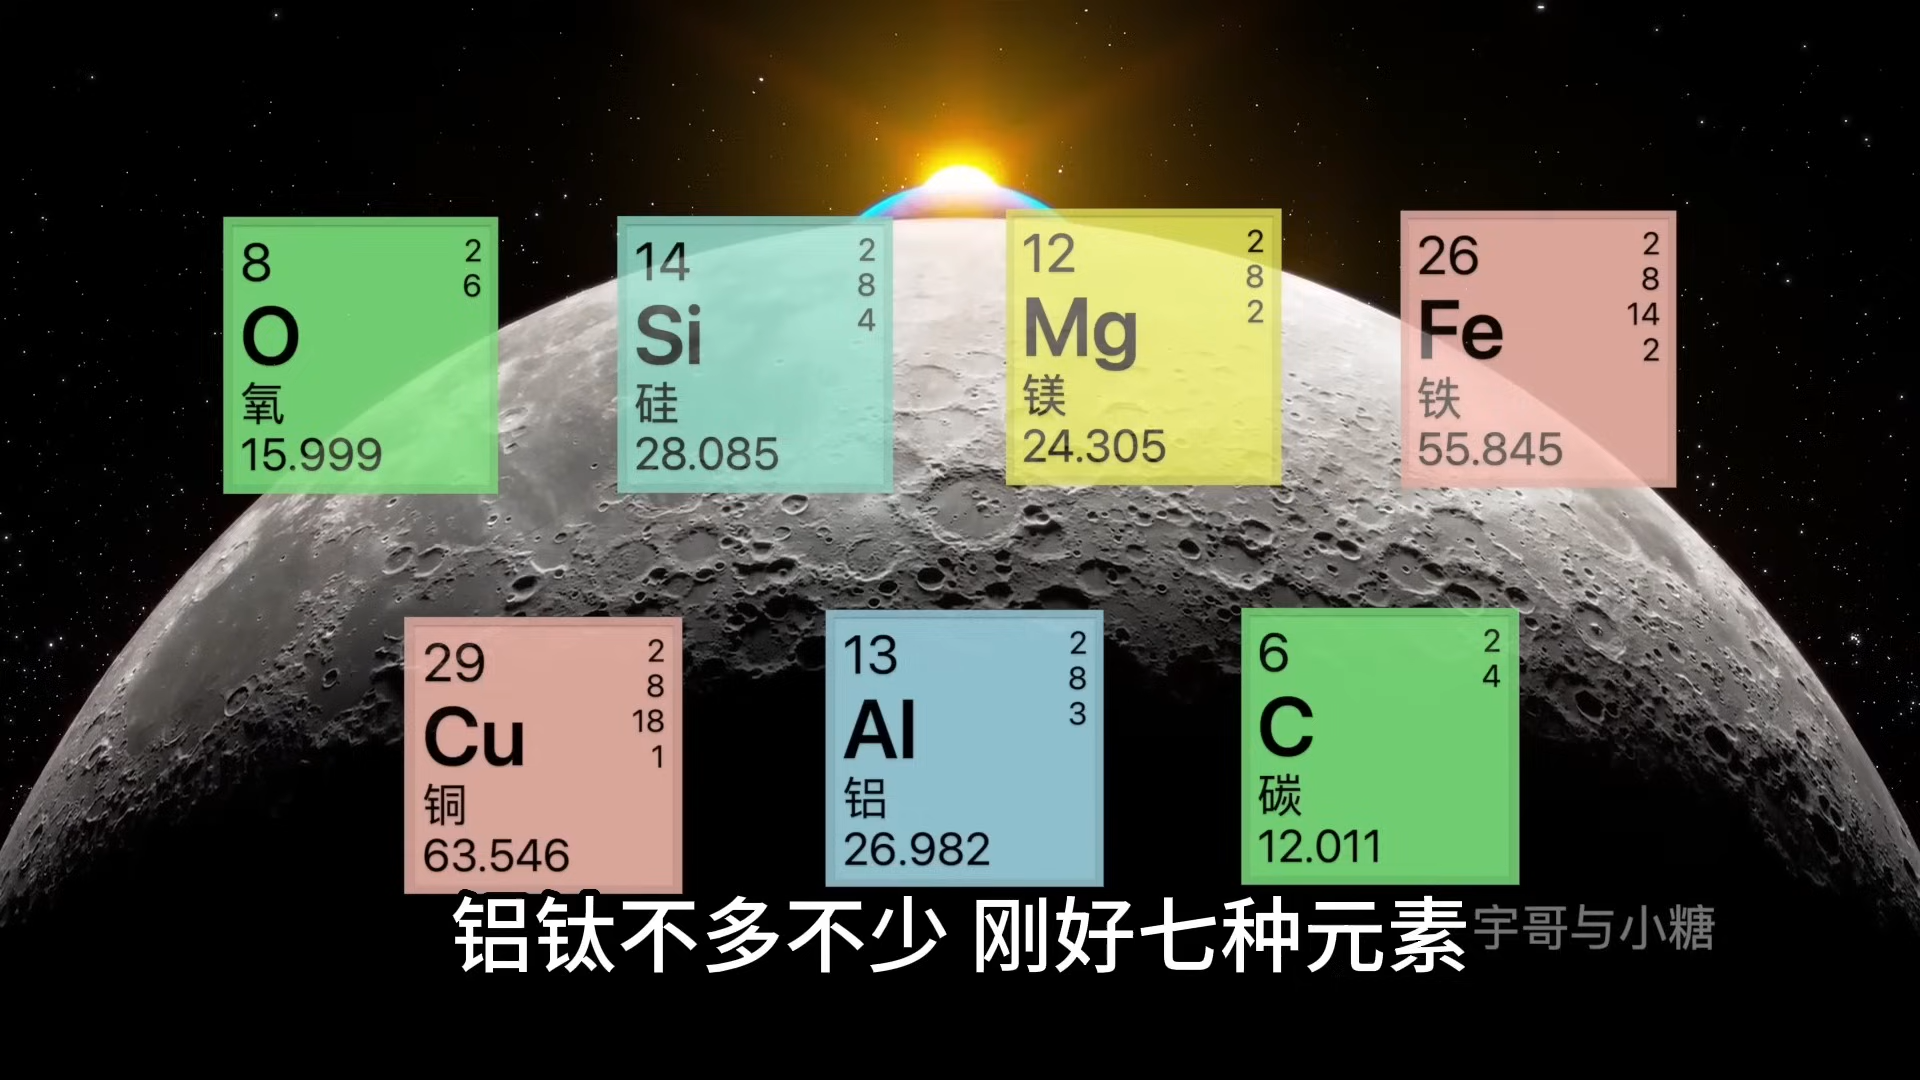 8
2
6
O
氧
15.999
14
2
8
4
Si
硅
28.085
12
2
8
2
Mg
镁
24.305
26
2
8
14
2
Fe
铁
55.845
29
2
8
18
1
Cu
铜
63.546
13
2
8
3
Al
铝
26.982
6
2
4
C
碳
12.011
铝钛不多不少 刚好七种元素
宇哥与小糖